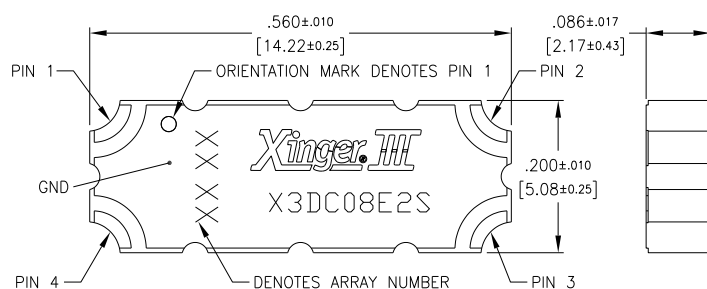 .560±.010
[14.22±0.25]
.086±.017
[2.17±0.43]
PIN 1
ORIENTATION MARK DENOTES PIN 1
PIN 2
Xinger III
.200±.010
[5.08±0.25]
GND
X3DC08E2S
PIN 4
DENOTES ARRAY NUMBER
PIN 3